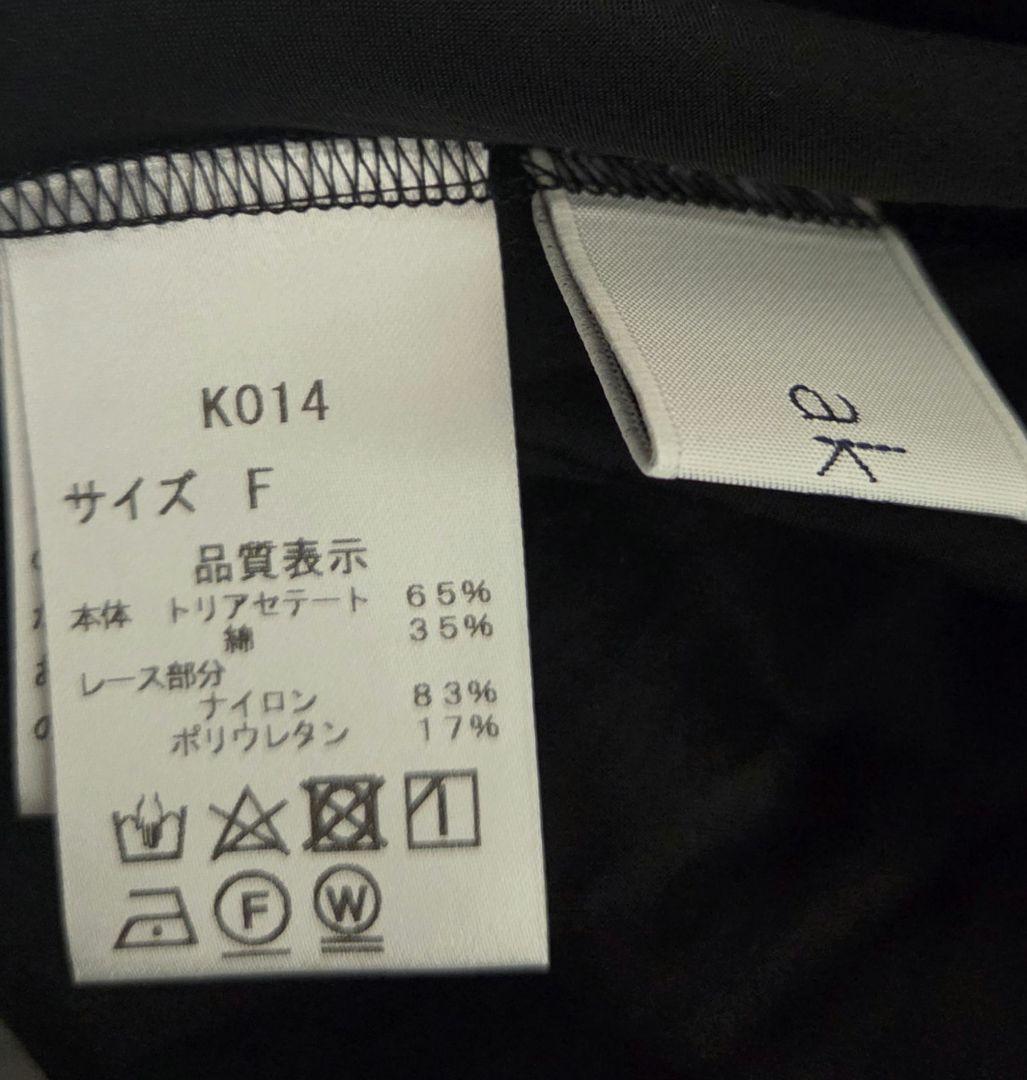 K014
サイズ F
品質表示
本体 トリアセテート 65%
綿 35%
レース部分
ナイロン 83%
ポリウレタン 17%
F W
ak